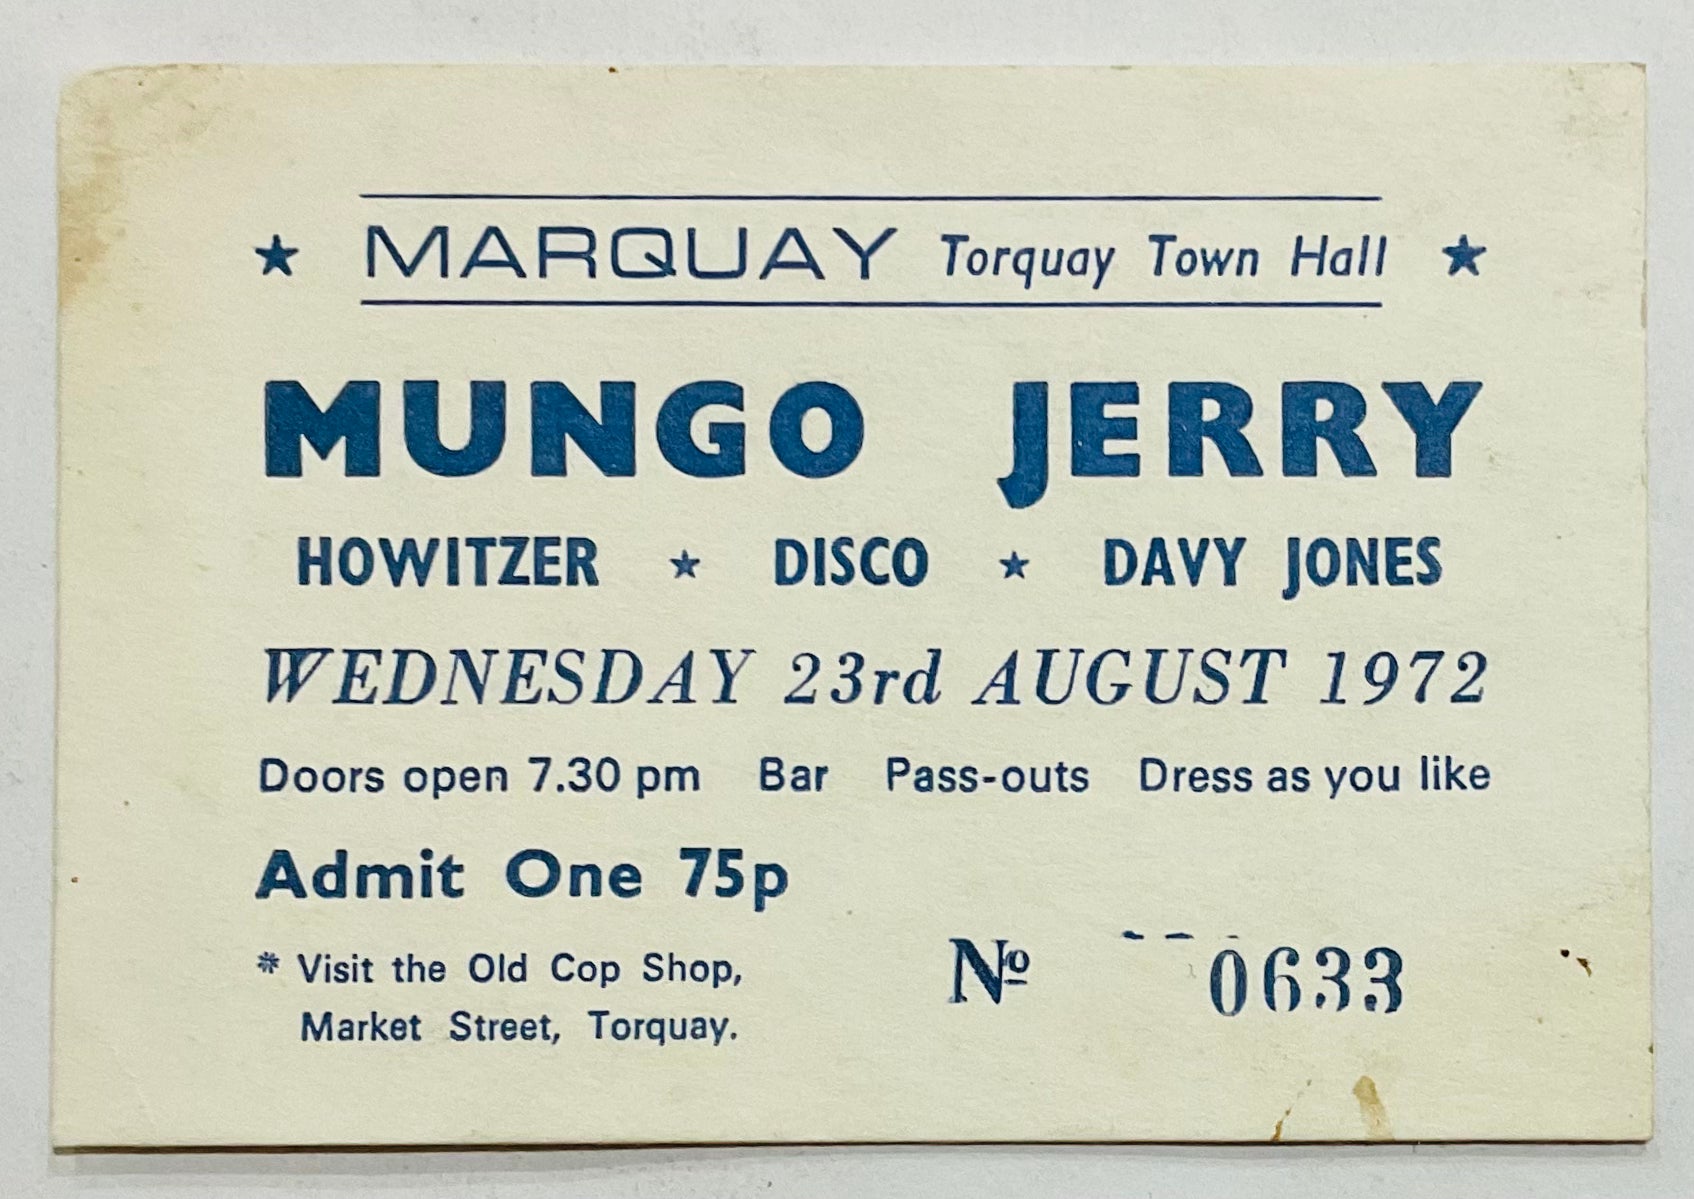 ★ MARQUAY Torquay Town Hall ★
MUNGO JERRY
HOWITZER ★ DISCO ★ DAVY JONES
WEDNESDAY 23rd AUGUST 1972
Doors open 7.30 pm Bar Pass-outs Dress as you like
Admit One 75p
* Visit the Old Cop Shop,
Market Street, Torquay.
Nº 0633